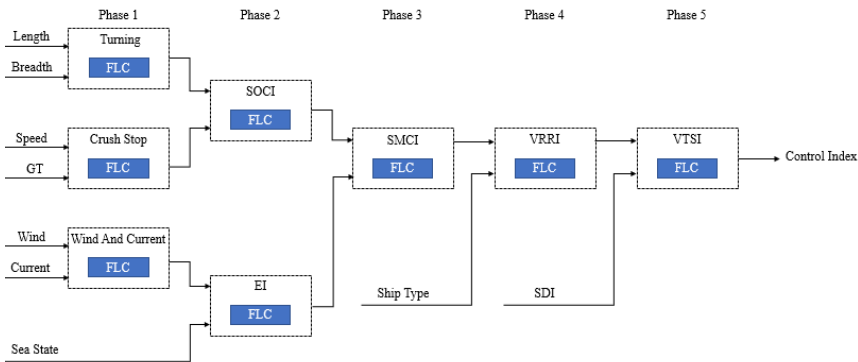 Phase 1 Phase 2 Phase 3 Phase 4 Phase 5
Length
Breadth
Turning
FLC
SOCI
FLC
Speed
GT
Crush Stop
FLC
SMCI
FLC
VRRI
FLC
VTSI
FLC
Control Index
Wind
Current
Wind And Current
FLC
EI
FLC
Sea State
Ship Type
SDI